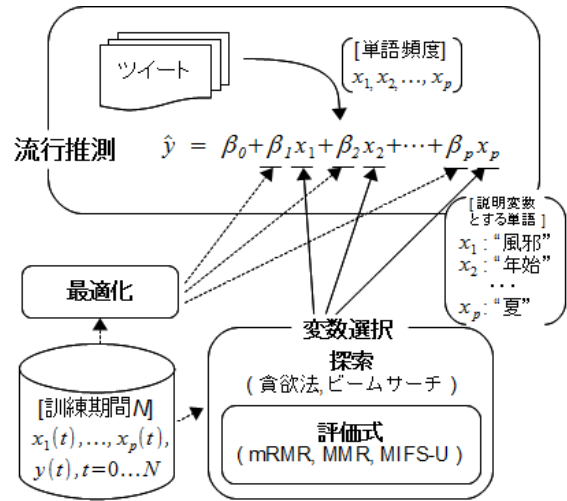 ツイート
[単語頻度]
x₁, x₂, ..., xₚ
流行推測
ŷ = β₀+β₁x₁+β₂x₂+⋯+βₚxₚ
[説明変数
とする単語]
x₁ : “風邪”
x₂ : “年始”
...
xₚ : “夏”
最適化
変数選択
探索
(貪欲法,ビームサーチ)
評価式
(mRMR, MMR, MIFS-U)
[訓練期間N]
x₁(t),...,xₚ(t),
y(t),t=0...N